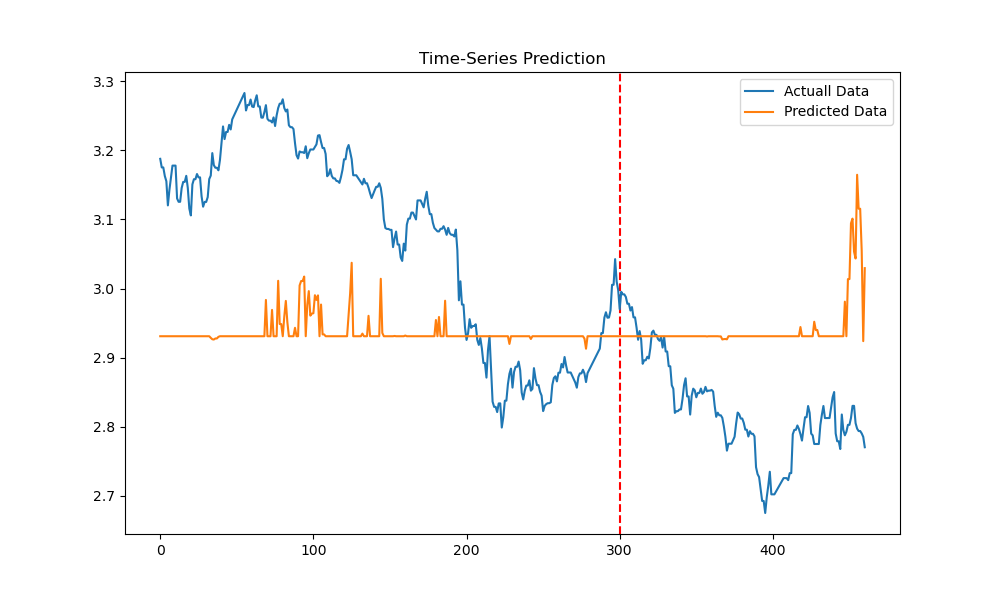 Time-Series Prediction
Actuall Data
Predicted Data
3.3
3.2
3.1
3.0
2.9
2.8
2.7
0 100 200 300 400